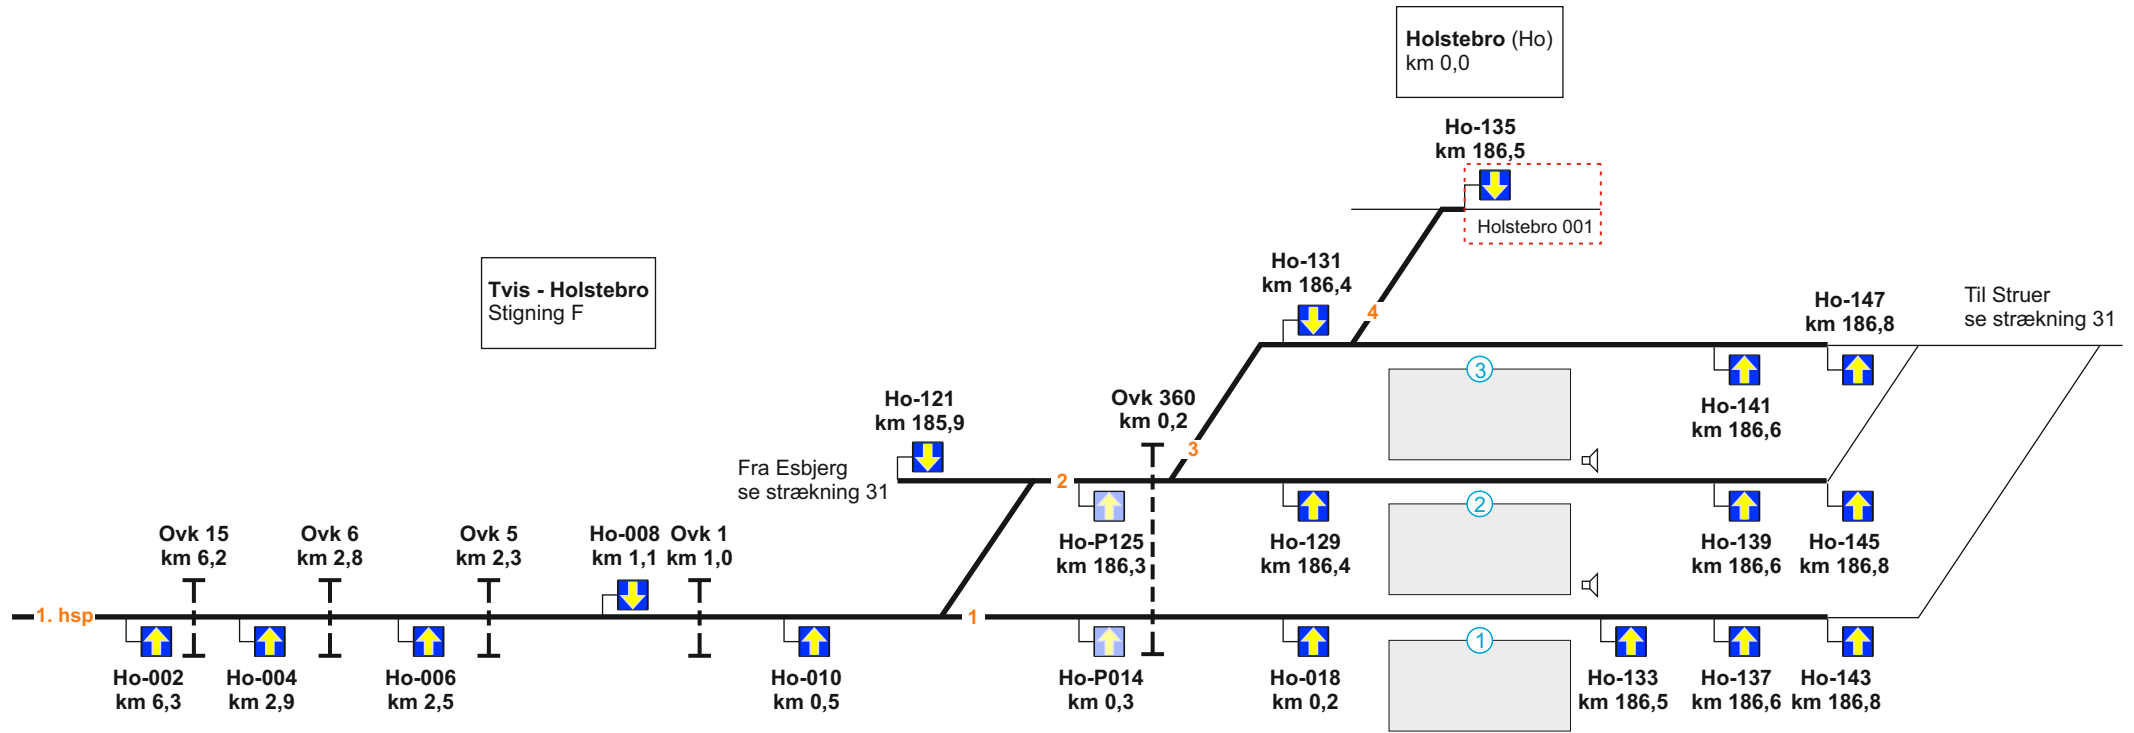 Holstebro (Ho)
km 0,0
Ho-135
km 186,5
Holstebro 001
Ho-131
km 186,4
Tvis - Holstebro
Stigning F
4
Ho-147
km 186,8
Til Struer
se strækning 31
3
Ho-141
km 186,6
Ho-121
km 185,9
Ovk 360
km 0,2
3
Fra Esbjerg
se strækning 31
2
2
Ho-P125
km 186,3
Ho-129
km 186,4
Ho-139
km 186,6
Ho-145
km 186,8
Ovk 15
km 6,2
Ovk 6
km 2,8
Ovk 5
km 2,3
Ho-008
km 1,1
Ovk 1
km 1,0
1. hsp
1
1
Ho-002
km 6,3
Ho-004
km 2,9
Ho-006
km 2,5
Ho-010
km 0,5
Ho-P014
km 0,3
Ho-018
km 0,2
Ho-133
km 186,5
Ho-137
km 186,6
Ho-143
km 186,8